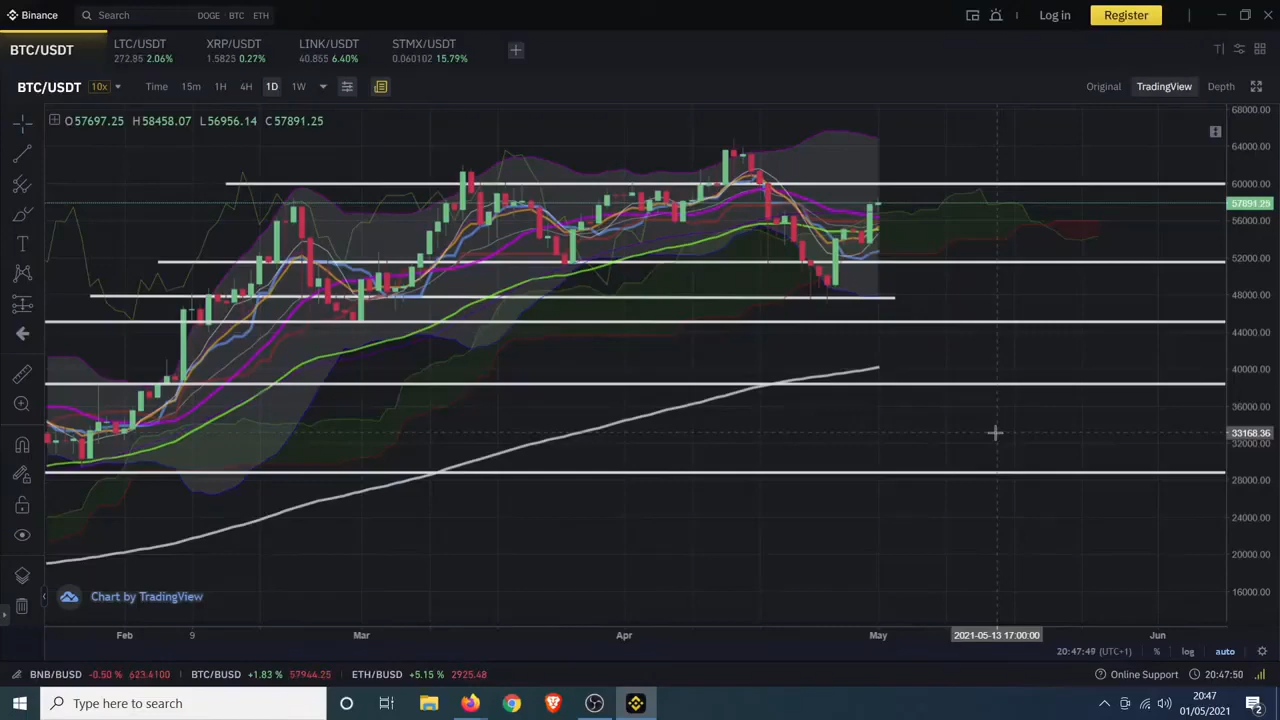 Binance
Search DOGE BTC ETH
Log in Register
BTC/USDT
LTC/USDT
272.85 2.06%
XRP/USDT
1.5825 0.27%
LINK/USDT
40.855 6.40%
STMX/USDT
0.060102 15.79%
BTC/USDT 10x Time 15m 1H 4H 1D 1W Original TradingView Depth
O57697.25 H58458.07 L56956.14 C57891.25
68000.00
64000.00
60000.00
57891.25
56000.00
52000.00
48000.00
44000.00
40000.00
36000.00
33168.36
32000.00
28000.00
24000.00
20000.00
16000.00
Chart by TradingView
Feb 9 Mar Apr May 2021-05-13 17:00:00 Jun
20:47:49 (UTC+1) % log auto
BNB/BUSD -0.50 % 623.4100 BTC/BUSD +1.83 % 57944.25 ETH/BUSD +5.15 % 2925.48 Online Support 20:47:50
Type here to search
20:47
01/05/2021
2